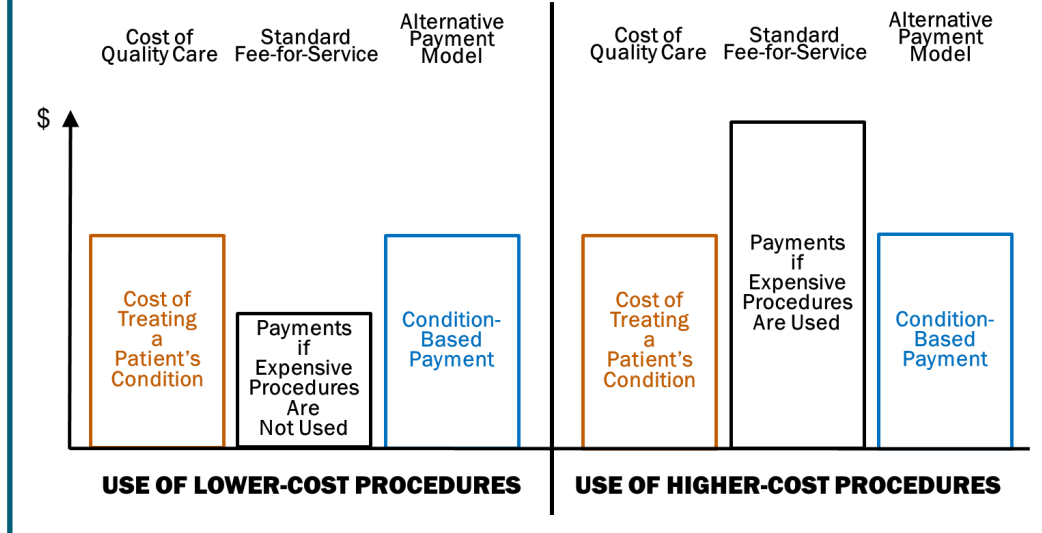 Cost of
Quality Care
Standard
Fee-for-Service
Alternative
Payment
Model
Cost of
Quality Care
Standard
Fee-for-Service
Alternative
Payment
Model
$
Cost of
Treating
a
Patient's
Condition
Payments
if
Expensive
Procedures
Are
Not Used
Condition-
Based
Payment
Cost of
Treating
a
Patient's
Condition
Payments
if
Expensive
Procedures
Are Used
Condition-
Based
Payment
USE OF LOWER-COST PROCEDURES
USE OF HIGHER-COST PROCEDURES